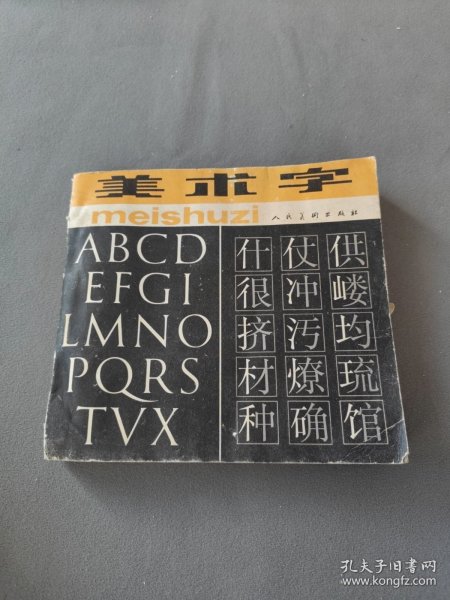 美术字
meishuzi 人民美术出版社
ABCD
EFGI
LMNO
PQRS
TVX
什仗供
很冲嵝
挤污均
材燎琉
种确馆
孔夫子旧书网
www.kongfz.com